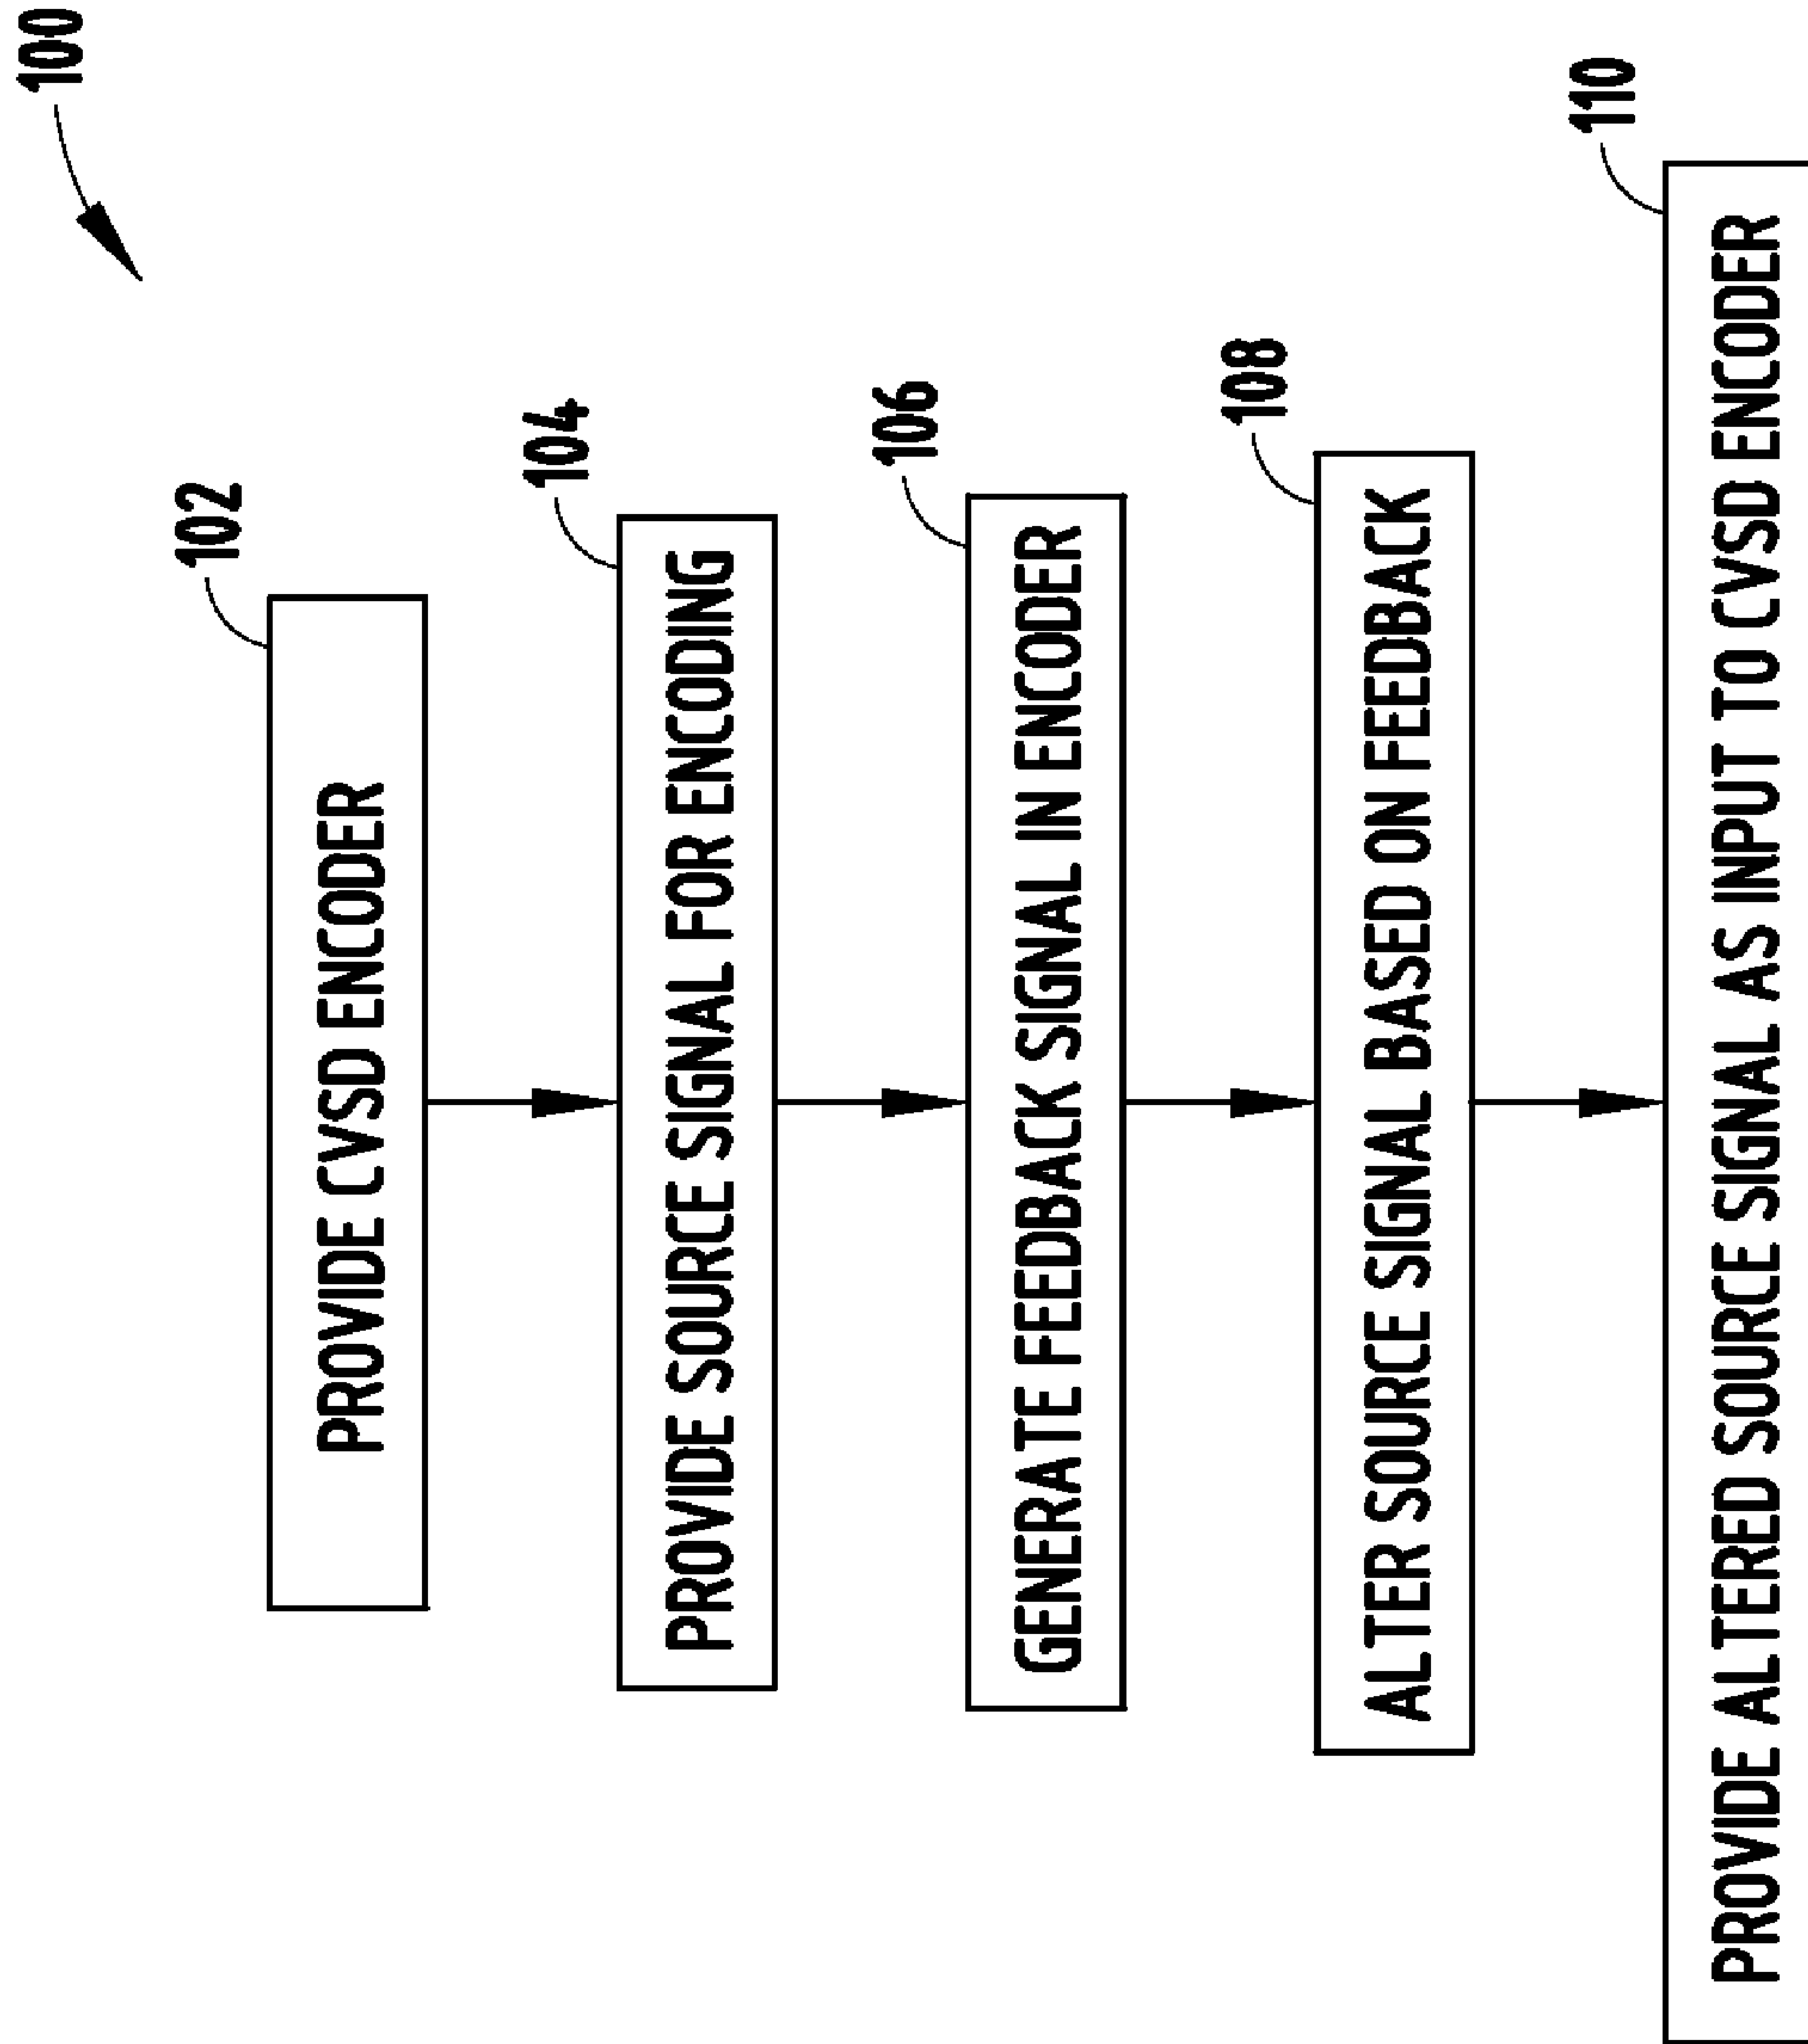 100
102
PROVIDE CVSD ENCODER
104
PROVIDE SOURCE SIGNAL FOR ENCODING
106
GENERATE FEEDBACK SIGNAL IN ENCODER
108
ALTER SOURCE SIGNAL BASED ON FEEDBACK
110
PROVIDE ALTERED SOURCE SIGNAL AS INPUT TO CVSD ENCODER